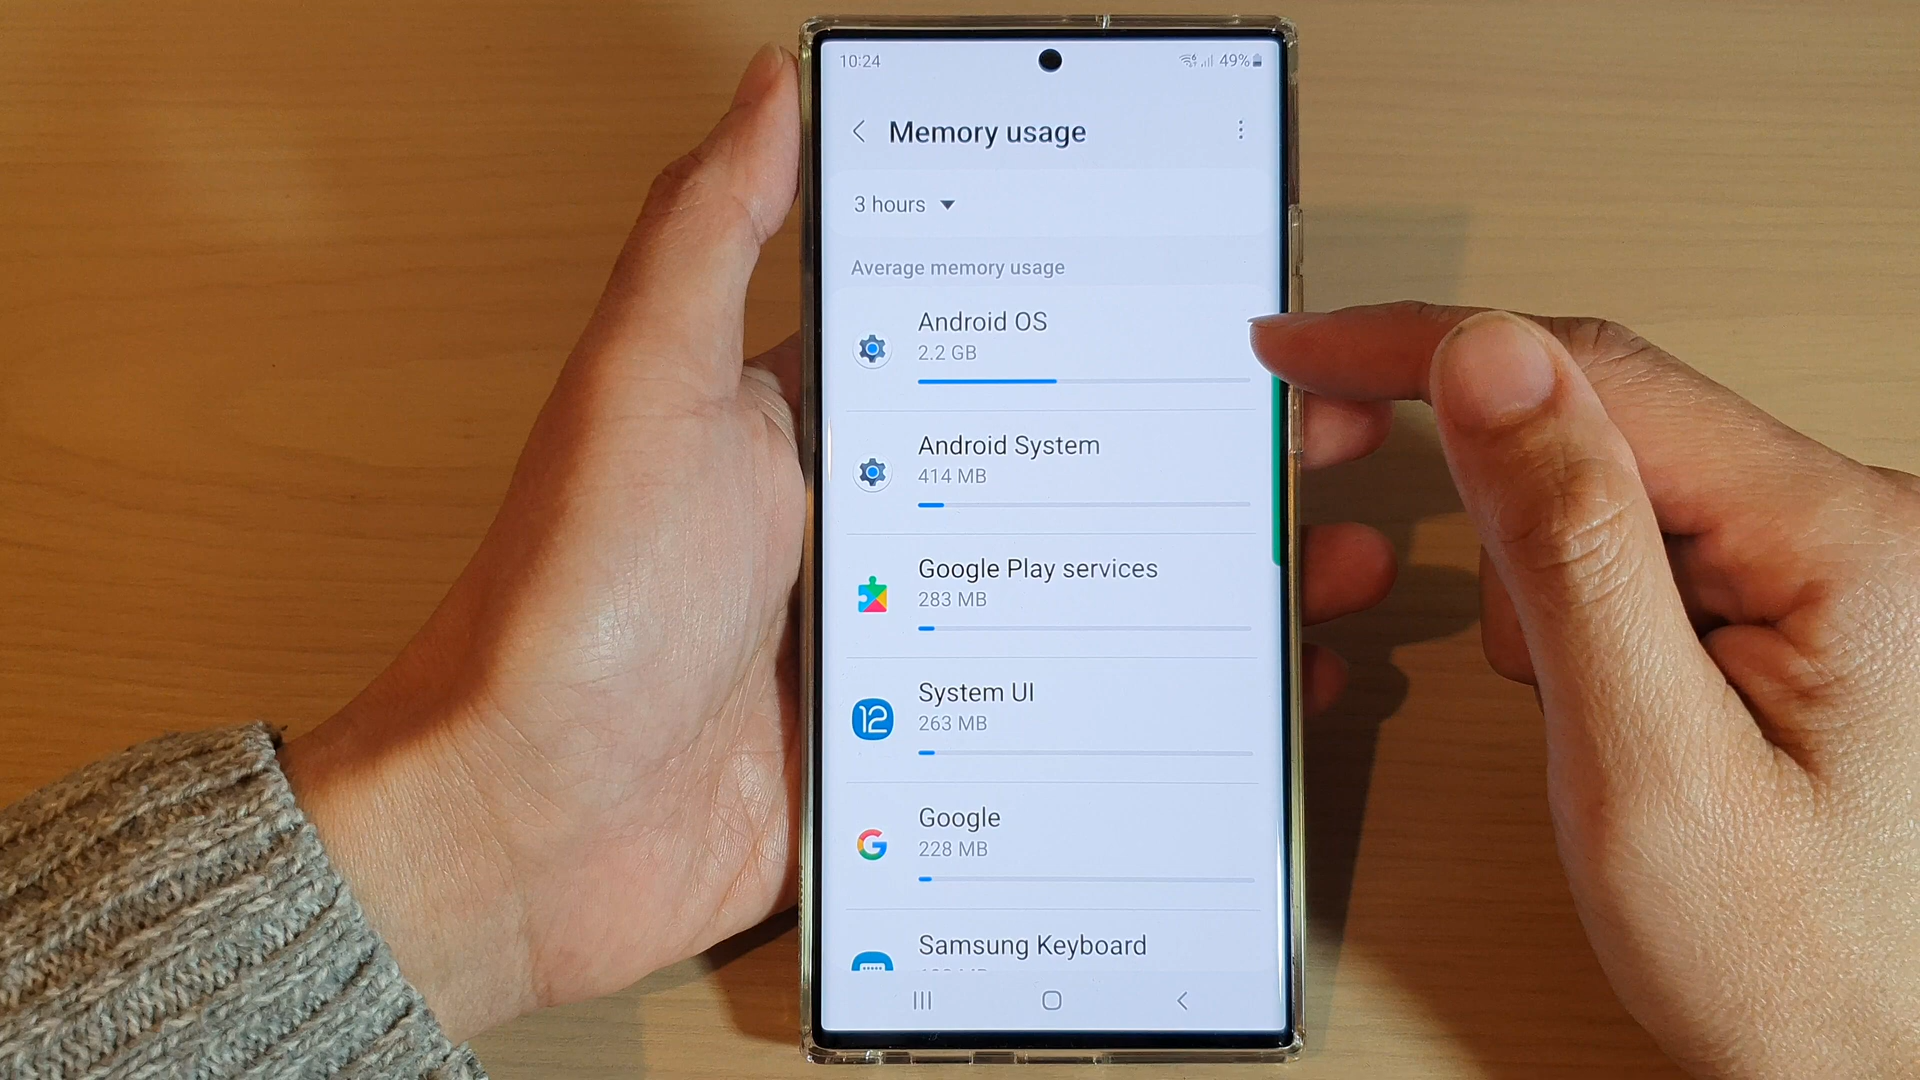 10:24
49%
Memory usage
3 hours
Average memory usage
Android OS
2.2 GB
Android System
414 MB
Google Play services
283 MB
12
System UI
263 MB
G
Google
228 MB
Samsung Keyboard